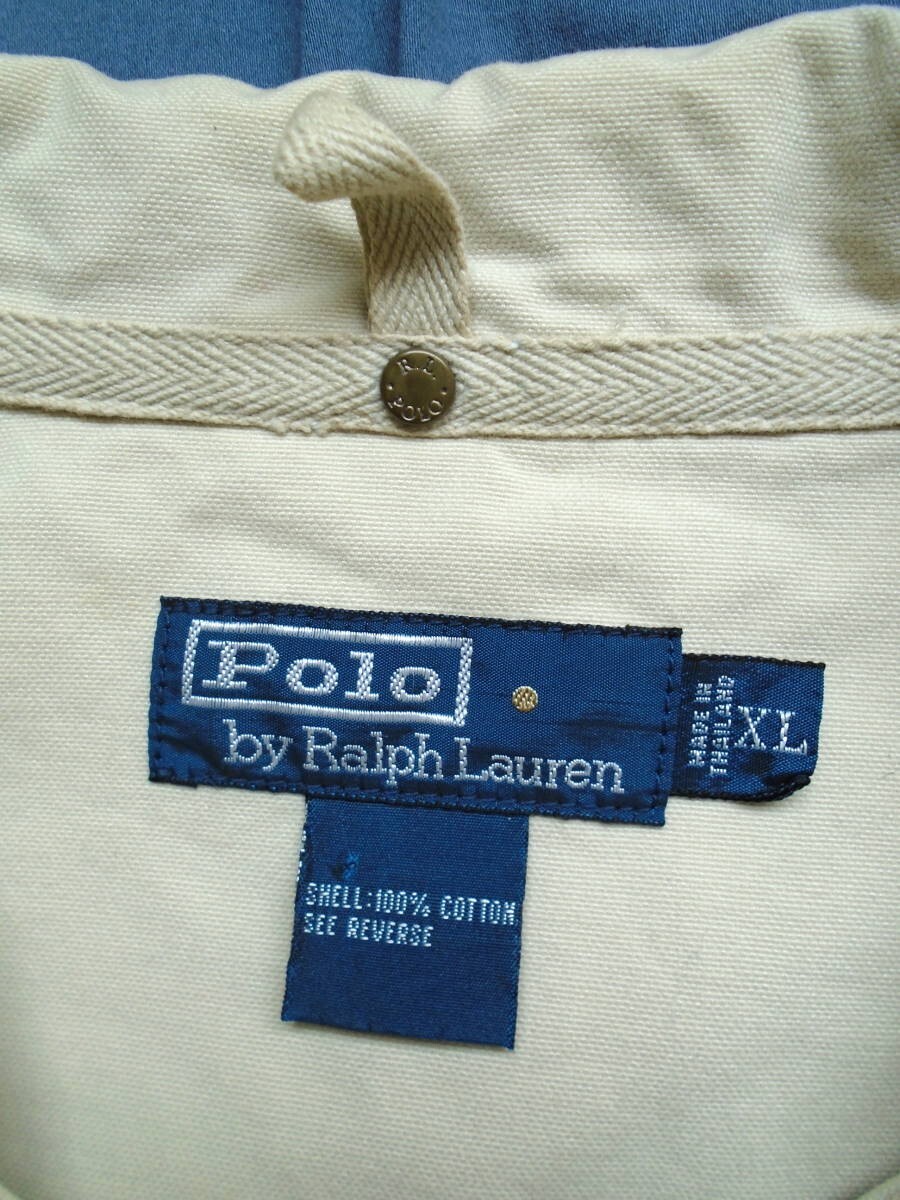 R.L.
POLO
Polo
by Ralph Lauren
MADE IN
THAILAND
XL
SHELL:100% COTTON
SEE REVERSE